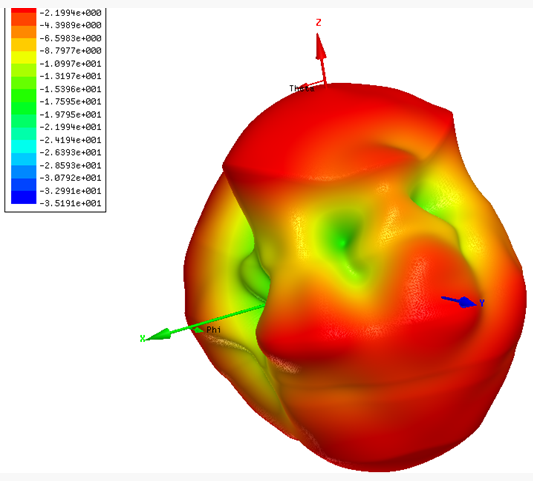 -2.1994e+000
-4.3989e+000
-6.5983e+000
-8.7977e+000
-1.0997e+001
-1.3197e+001
-1.5396e+001
-1.7595e+001
-1.9795e+001
-2.1994e+001
-2.4194e+001
-2.6393e+001
-2.8593e+001
-3.0792e+001
-3.2991e+001
-3.5191e+001
Z
Theta
Y
Phi
X